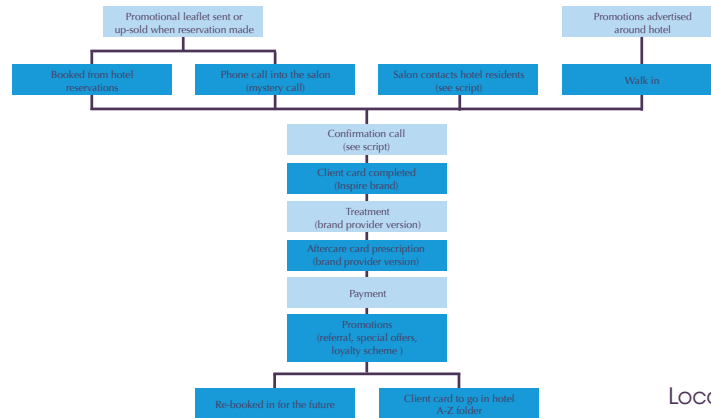 Promotional leaflet sent or
up-sold when reservation made
Promotions advertised
around hotel
Booked from hotel
reservations
Phone call into the salon
(mystery call)
Salon contacts hotel residents
(see script)
Walk in
Confirmation call
(see script)
Client card completed
(Inspire brand)
Treatment
(brand provider version)
Aftercare card prescription
(brand provider version)
Payment
Promotions
(referral, special offers,
loyalty scheme )
Re-booked in for the future
Client card to go in hotel
A-Z folder